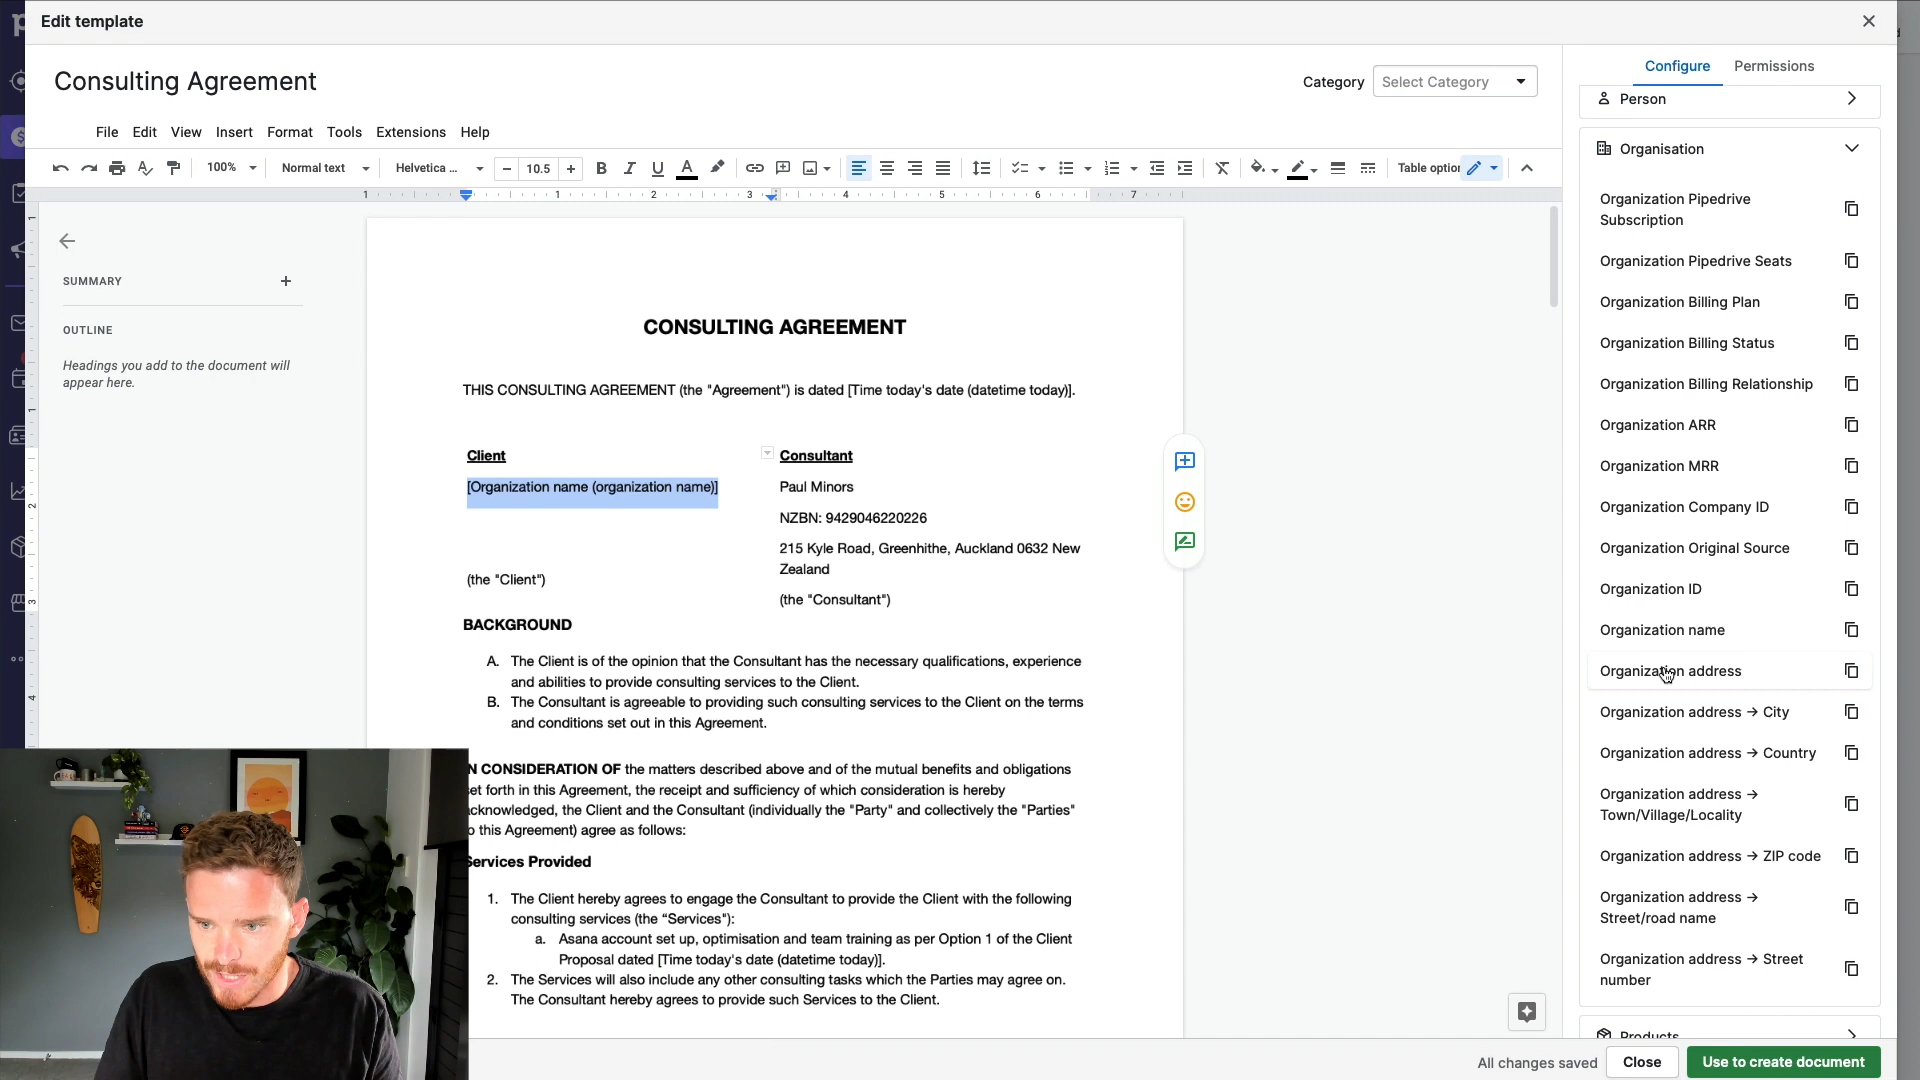 Edit template
Consulting Agreement
Category
Select Category
File Edit View Insert Format Tools Extensions Help
100%
Normal text
Helvetica ...
10.5
Table option
1 1 2 3 4 5 6 7
SUMMARY
OUTLINE
Headings you add to the document will
appear here.
CONSULTING AGREEMENT
THIS CONSULTING AGREEMENT (the "Agreement") is dated [Time today's date (datetime today)].
Client
[Organization name (organization name)]
(the "Client")
Consultant
Paul Minors
NZBN: 9429046220226
215 Kyle Road, Greenhithe, Auckland 0632 New
Zealand
(the "Consultant")
BACKGROUND
A. The Client is of the opinion that the Consultant has the necessary qualifications, experience
and abilities to provide consulting services to the Client.
B. The Consultant is agreeable to providing such consulting services to the Client on the terms
and conditions set out in this Agreement.
N CONSIDERATION OF the matters described above and of the mutual benefits and obligations
et forth in this Agreement, the receipt and sufficiency of which consideration is hereby
cknowledged, the Client and the Consultant (individually the "Party" and collectively the "Parties"
o this Agreement) agree as follows:
Services Provided
1. The Client hereby agrees to engage the Consultant to provide the Client with the following
consulting services (the “Services"):
a. Asana account set up, optimisation and team training as per Option 1 of the Client
Proposal dated [Time today's date (datetime today)].
2. The Services will also include any other consulting tasks which the Parties may agree on.
The Consultant hereby agrees to provide such Services to the Client.
Configure Permissions
Person
Organisation
Organization Pipedrive
Subscription
Organization Pipedrive Seats
Organization Billing Plan
Organization Billing Status
Organization Billing Relationship
Organization ARR
Organization MRR
Organization Company ID
Organization Original Source
Organization ID
Organization name
Organization address
Organization address → City
Organization address → Country
Organization address →
Town/Village/Locality
Organization address → ZIP code
Organization address →
Street/road name
Organization address → Street
number
Products
All changes saved
Close
Use to create document